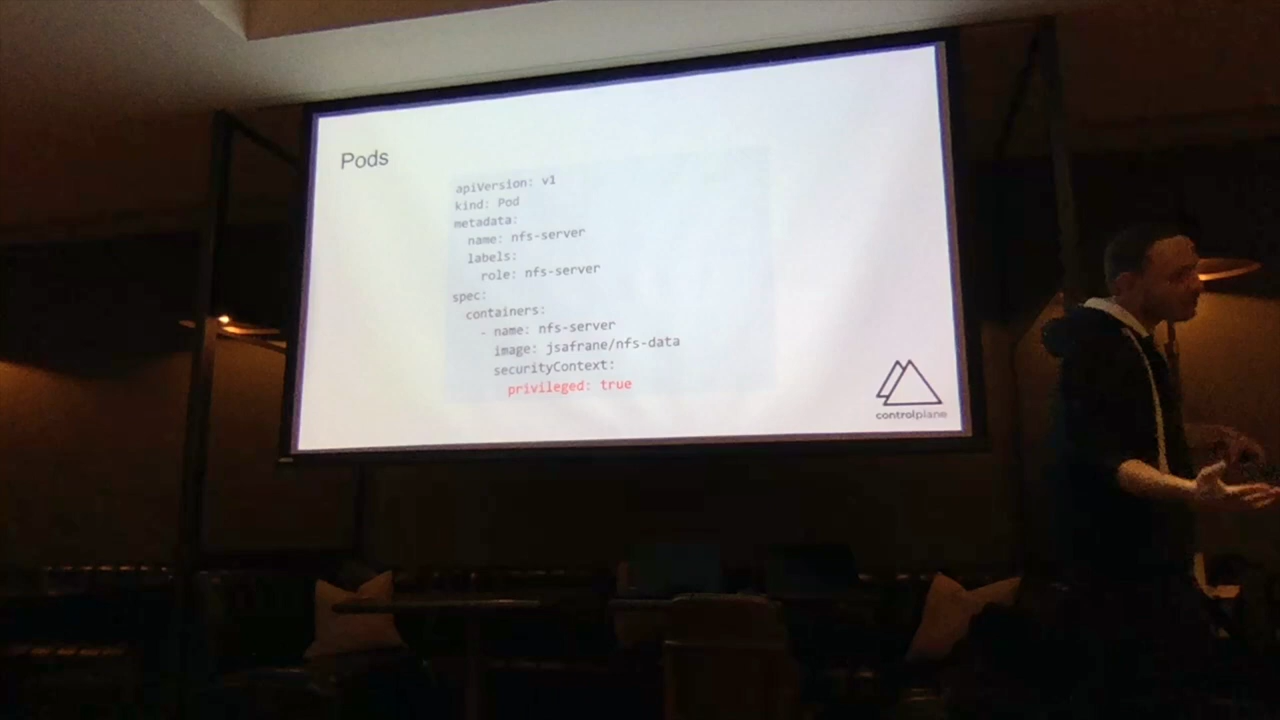 Pods
apiVersion: v1
kind: Pod
metadata:
  name: nfs-server
  labels:
    role: nfs-server
spec:
  containers:
    - name: nfs-server
      image: jsafrane/nfs-data
      securityContext:
        privileged: true
controlplane